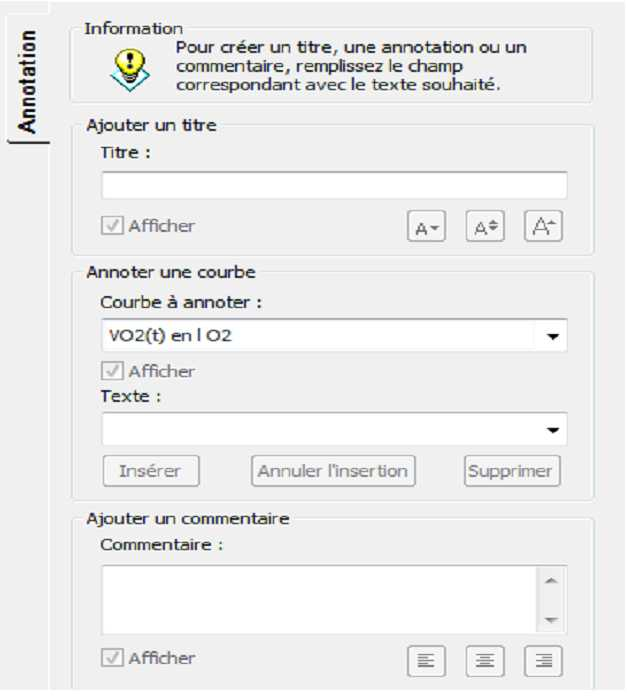 Annotation
Information
Pour créer un titre, une annotation ou un
commentaire, remplissez le champ
correspondant avec le texte souhaité.
Ajouter un titre
Titre :
Afficher
A A A
Annoter une courbe
Courbe à annoter :
VO2(t) en l O2
Afficher
Texte :
Insérer Annuler l'insertion Supprimer
Ajouter un commentaire
Commentaire :
Afficher